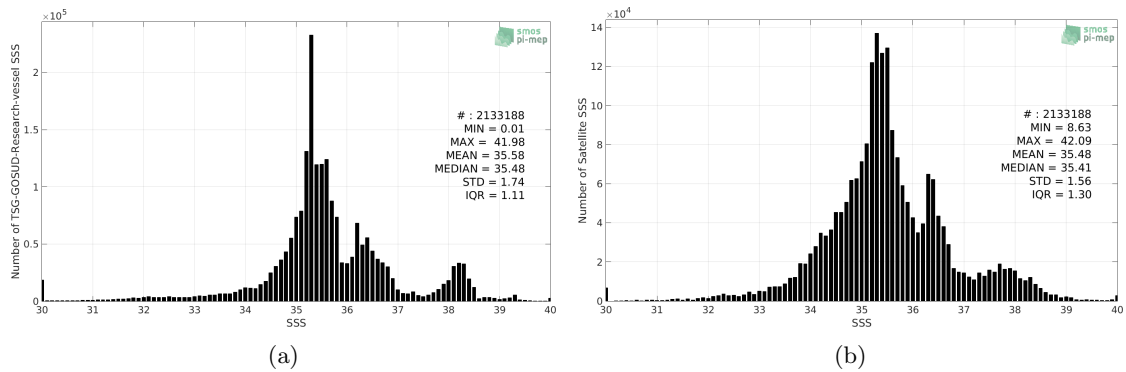 ×10⁵
2
1.5
1
0.5
0
Number of TSG-GOSUD-Research-vessel SSS
smos
pi-mep
# : 2133188
MIN = 0.01
MAX = 41.98
MEAN = 35.58
MEDIAN = 35.48
STD = 1.74
IQR = 1.11
30 31 32 33 34 35 36 37 38 39 40
SSS
(a)
×10⁴
14
12
10
8
6
4
2
0
Number of Satellite SSS
smos
pi-mep
# : 2133188
MIN = 8.63
MAX = 42.09
MEAN = 35.48
MEDIAN = 35.41
STD = 1.56
IQR = 1.30
30 31 32 33 34 35 36 37 38 39 40
SSS
(b)